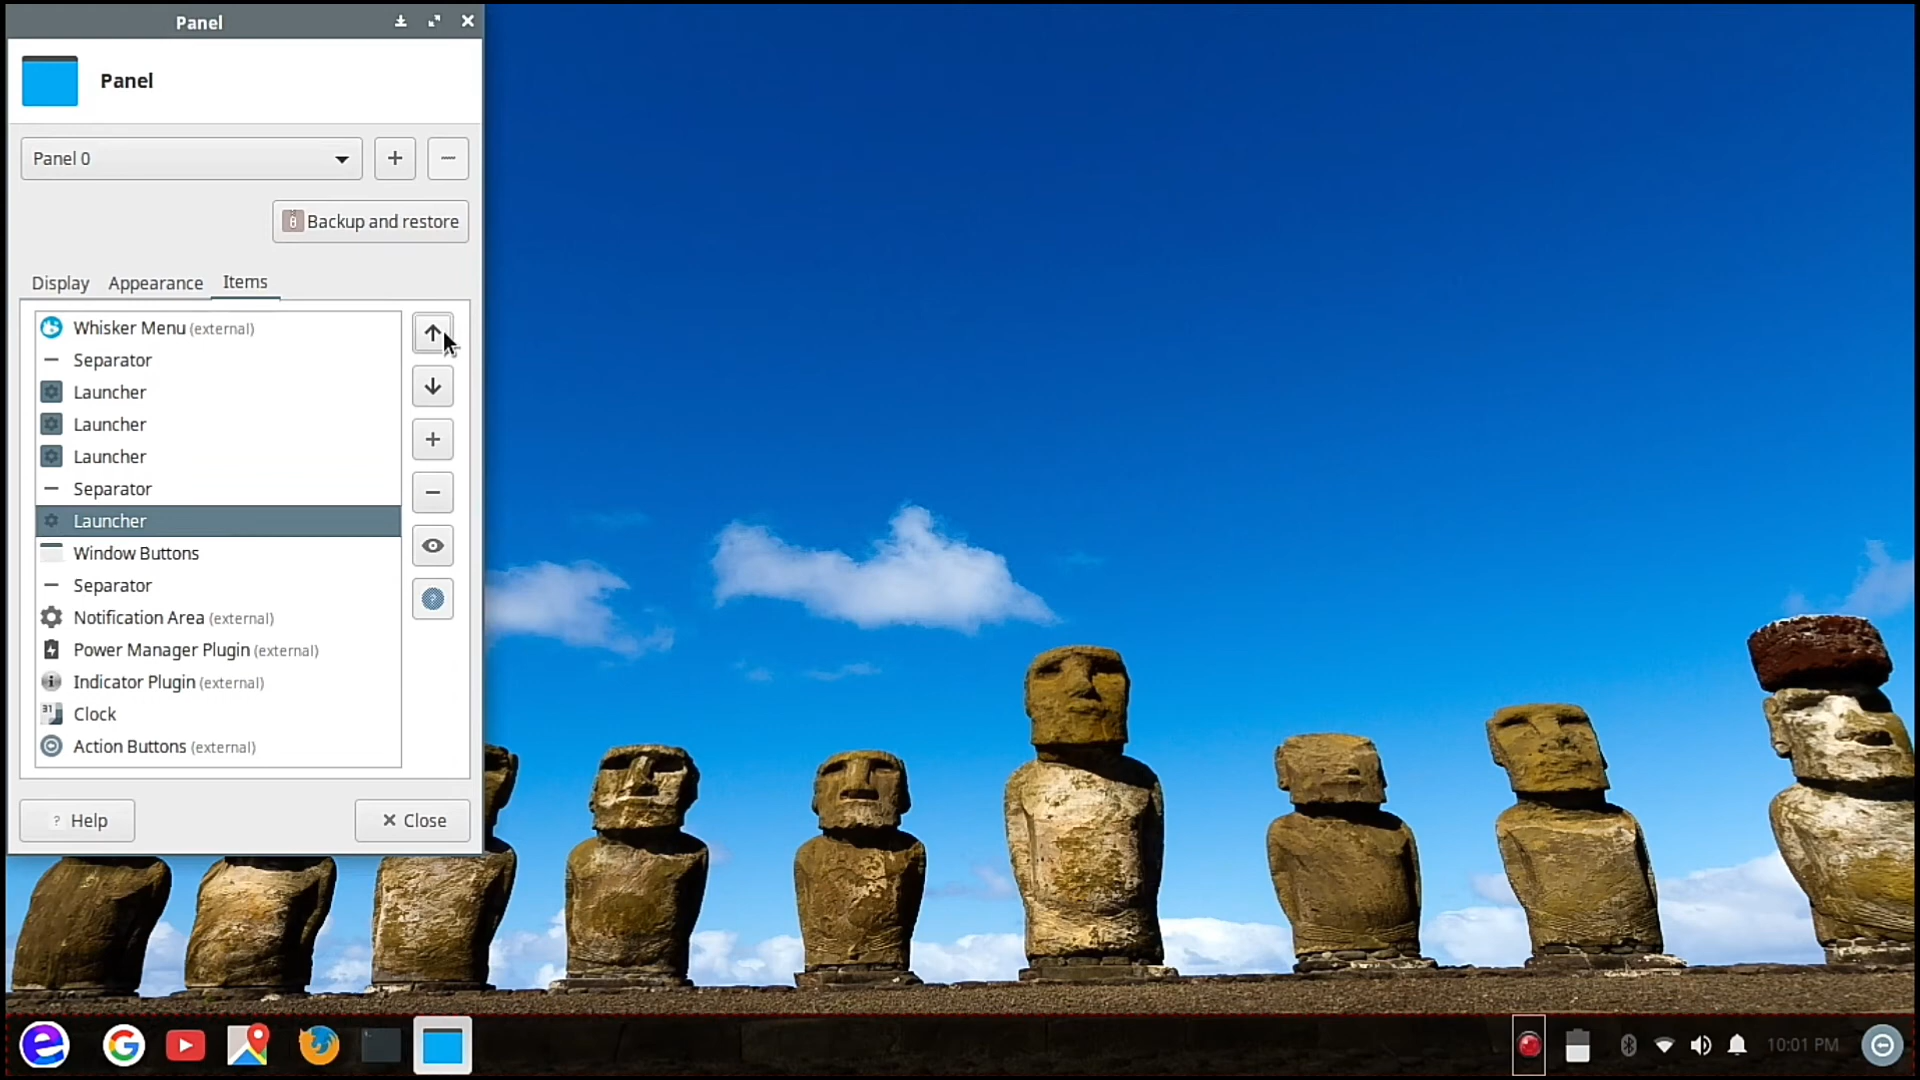 Panel
Panel
Panel 0
Backup and restore
Display Appearance Items
Whisker Menu (external)
Separator
Launcher
Launcher
Launcher
Separator
Launcher
Window Buttons
Separator
Notification Area (external)
Power Manager Plugin (external)
Indicator Plugin (external)
31 Clock
Action Buttons (external)
? Help
Close
10:01 PM